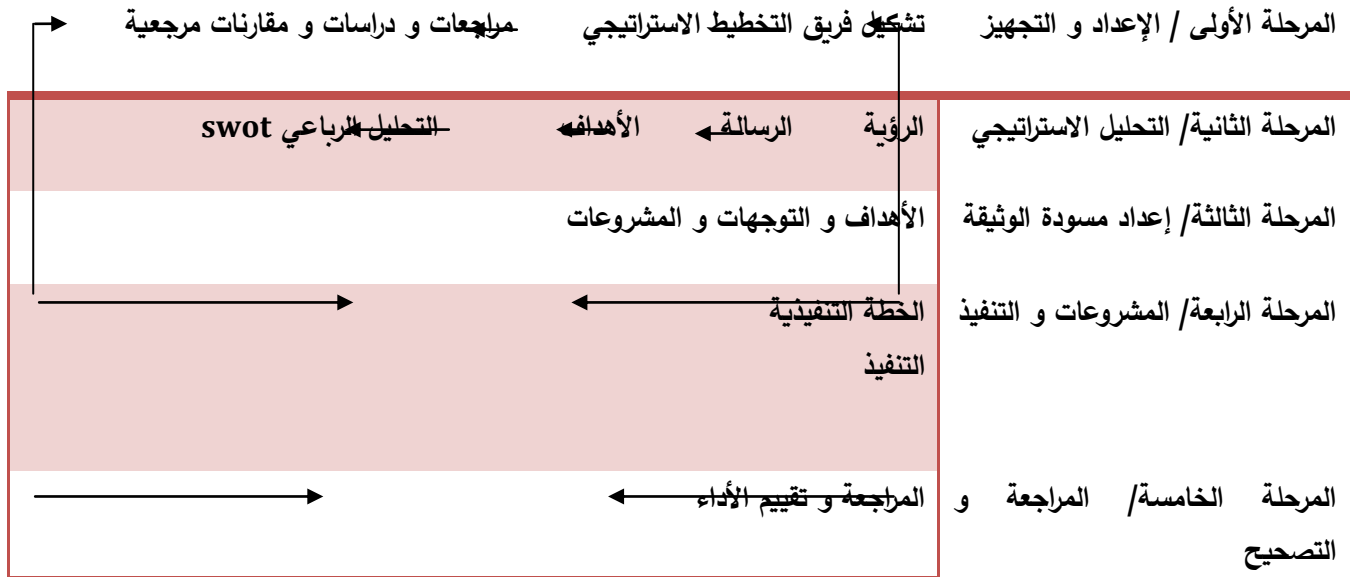 المرحلة الأولى / الإعداد و التجهيز تشكيل فريق التخطيط الاستراتيجي مراجعات و دراسات و مقارنات مرجعية
المرحلة الثانية/ التحليل الاستراتيجي الرؤية الرسالة الأهداف التحليل الرباعي swot
المرحلة الثالثة/ إعداد مسودة الوثيقة الأهداف و التوجهات و المشروعات
المرحلة الرابعة/ المشروعات و التنفيذ الخطة التنفيذية
التنفيذ
المرحلة الخامسة/ المراجعة و المراجعة و تقييم الأداء
التصحيح